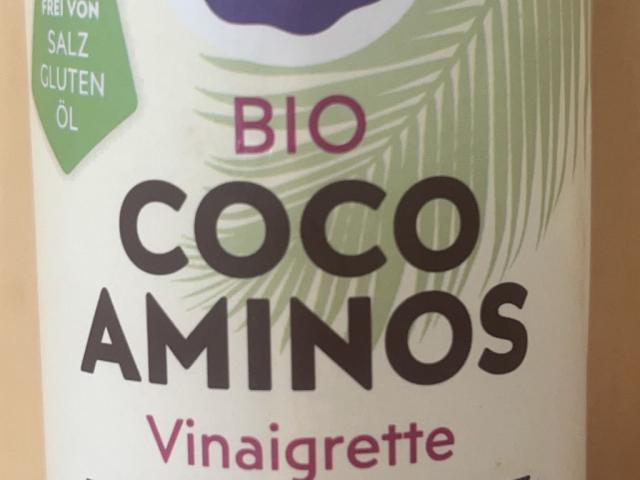 FREI VON
SALZ
GLUTEN
ÖL
BIO
COCO
AMINOS
Vinaigrette